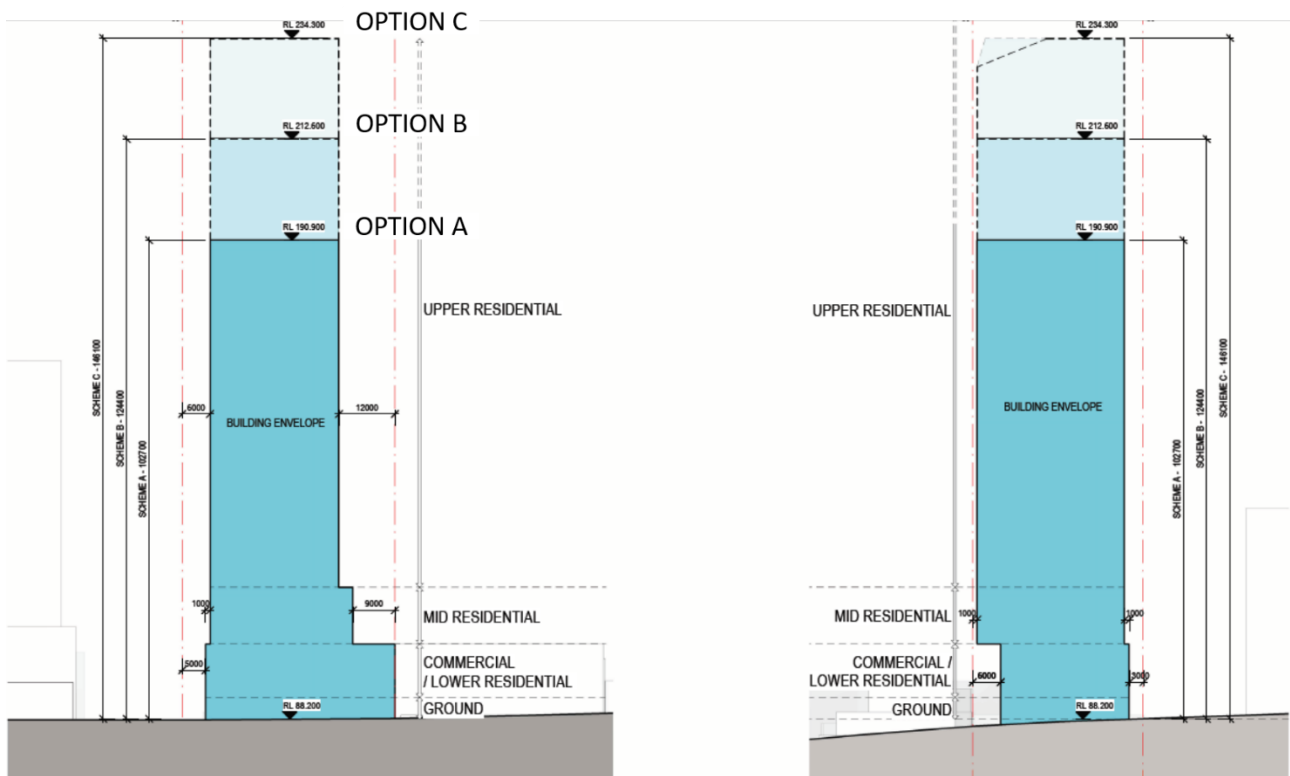 OPTION C
RL 234.300
RL 234.300
OPTION B
RL 212.600
RL 212.600
OPTION A
RL 190.900
RL 190.900
UPPER RESIDENTIAL
UPPER RESIDENTIAL
SCHEME C - 146100
SCHEME B - 124400
SCHEME A - 102700
6000
12000
BUILDING ENVELOPE
BUILDING ENVELOPE
SCHEME A - 102700
SCHEME B - 124400
SCHEME C - 146100
1000
9000
MID RESIDENTIAL
MID RESIDENTIAL
1000
1000
5000
COMMERCIAL
/ LOWER RESIDENTIAL
COMMERCIAL /
LOWER RESIDENTIAL
6000
3000
GROUND
GROUND
RL 88.200
RL 88.200